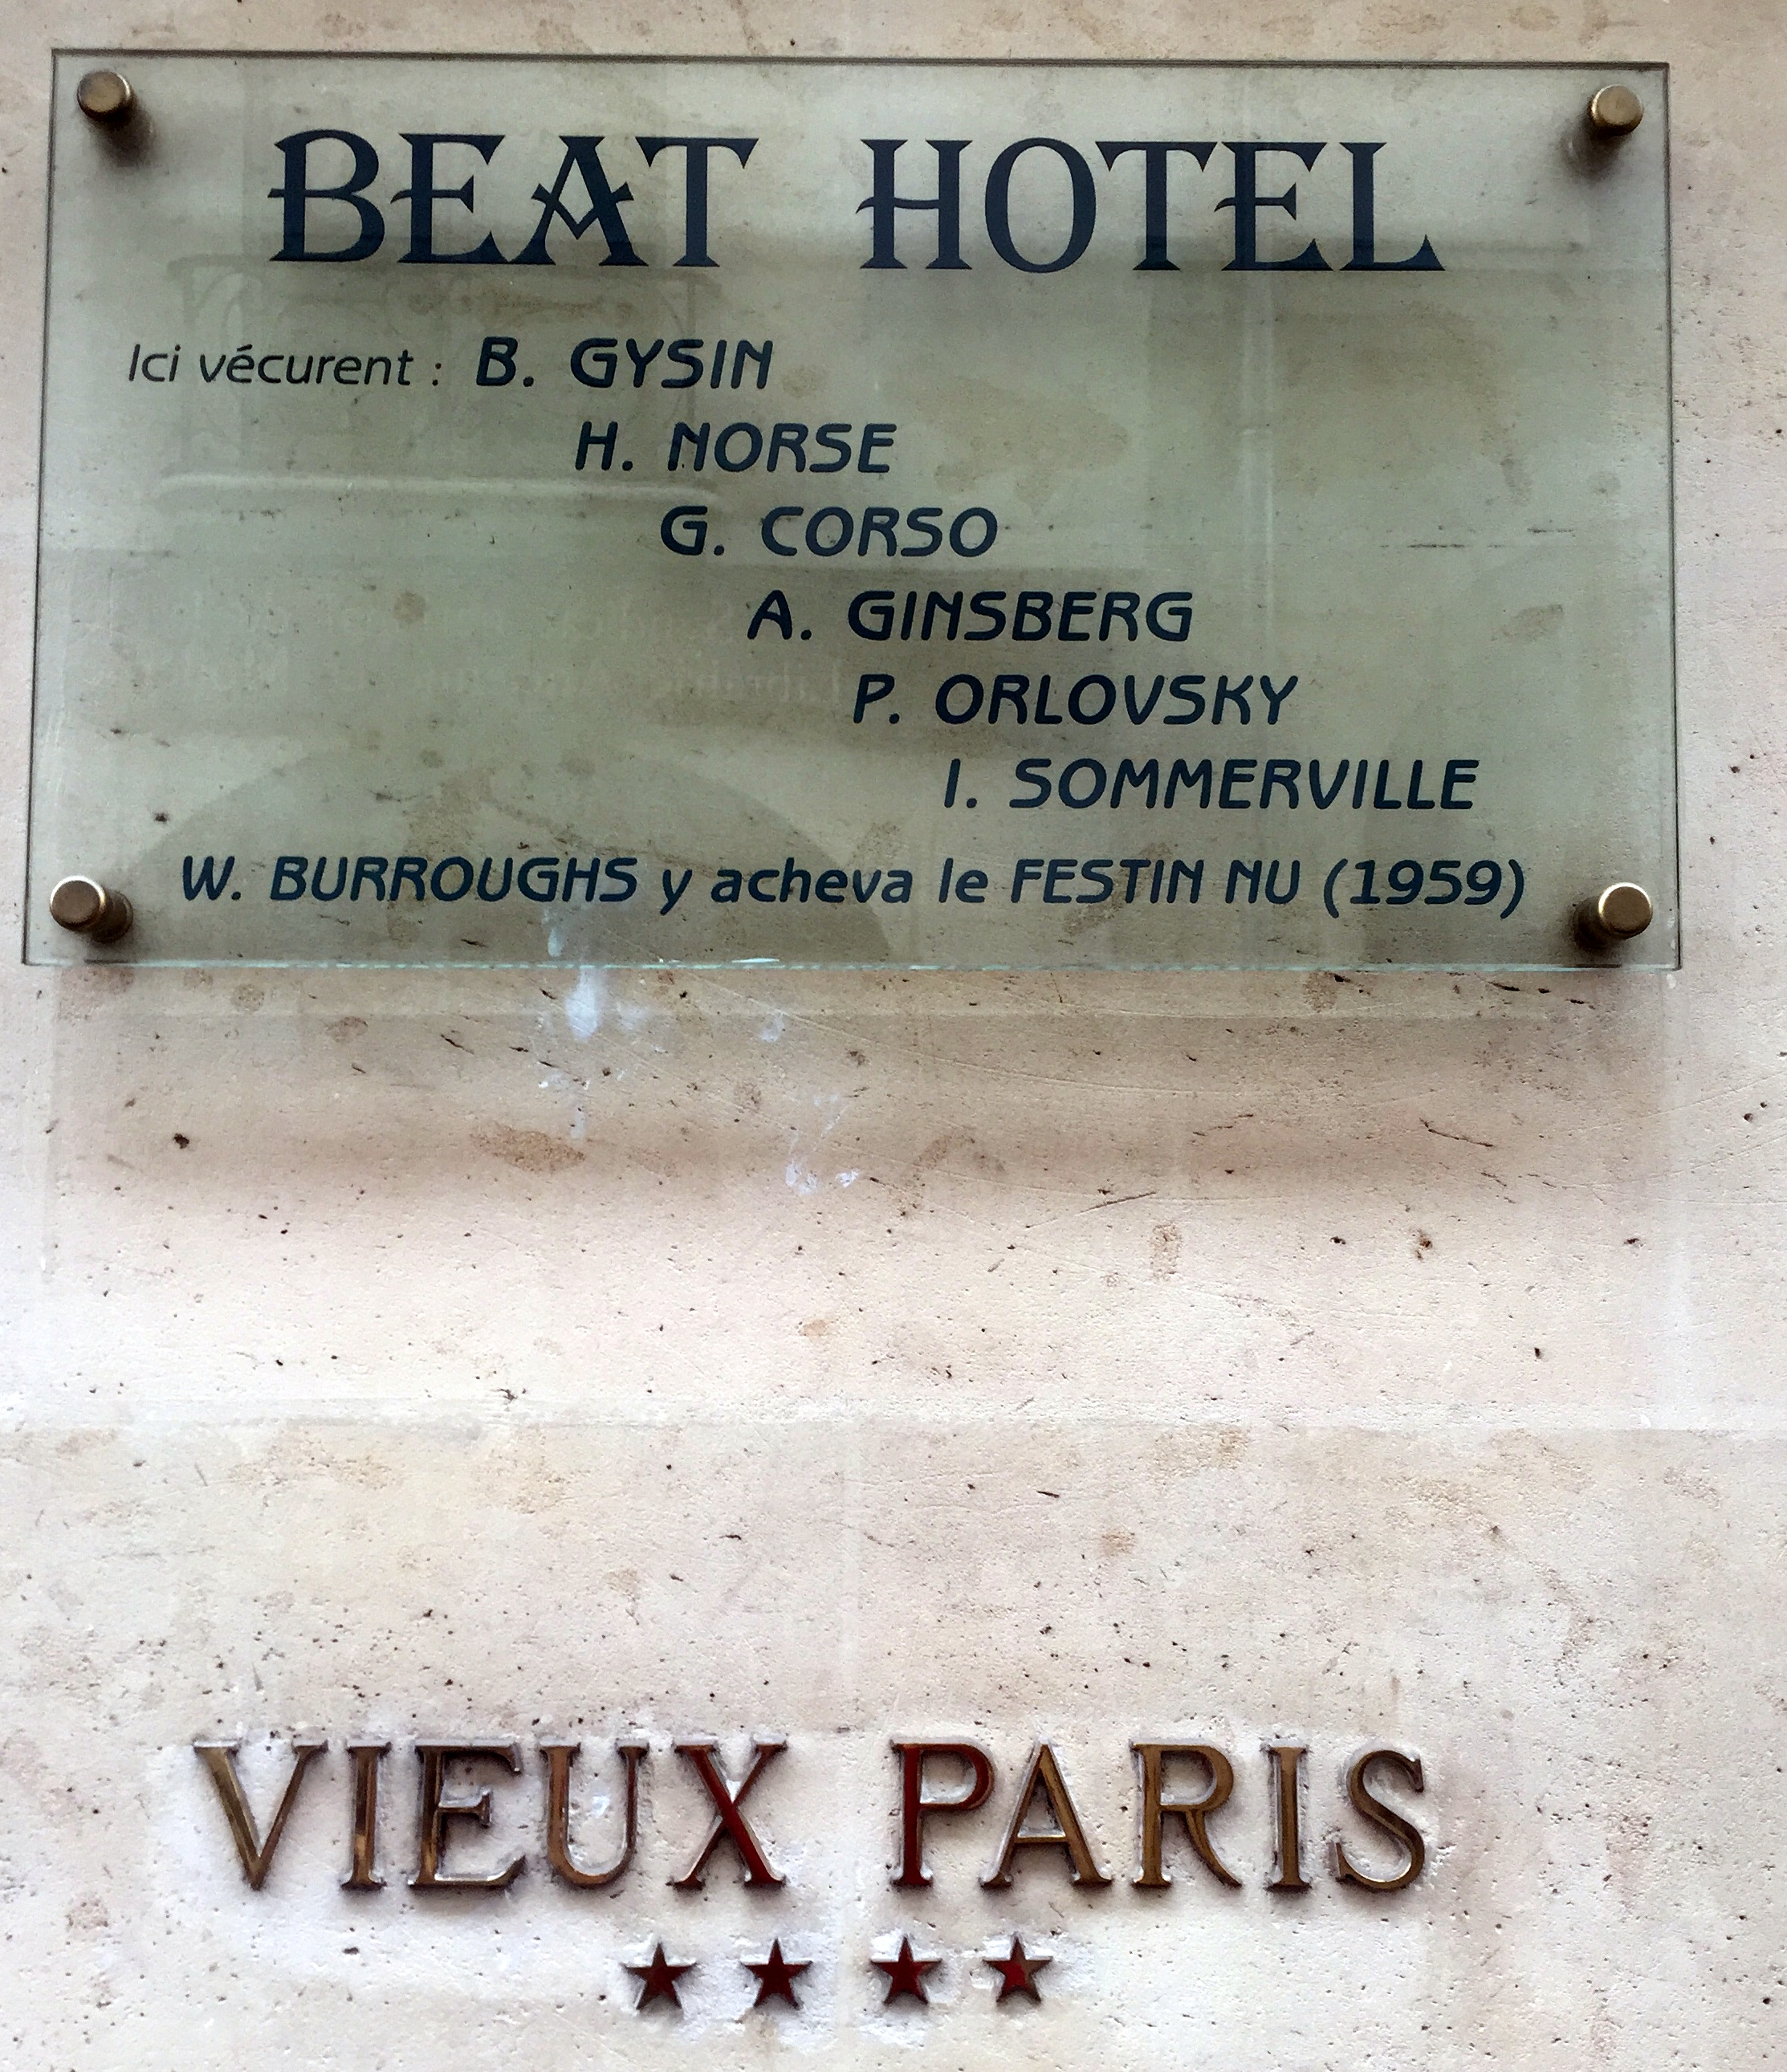 BEAT HOTEL
Ici vécurent : B. GYSIN
H. NORSE
G. CORSO
A. GINSBERG
P. ORLOVSKY
I. SOMMERVILLE
W. BURROUGHS y acheva le FESTIN NU (1959)
VIEUX PARIS